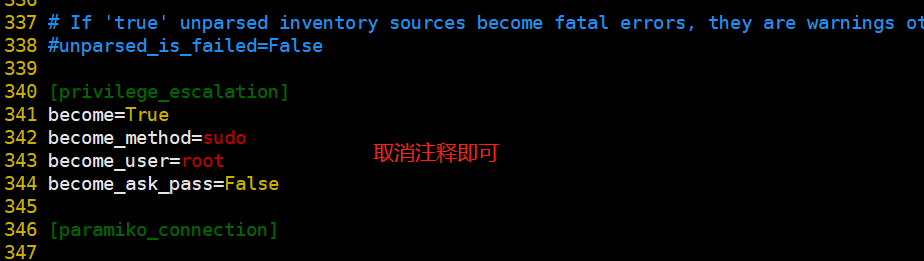 336
337 # If 'true' unparsed inventory sources become fatal errors, they are warnings ot
338 #unparsed_is_failed=False
339
340 [privilege_escalation]
341 become=True
342 become_method=sudo
343 become_user=root
取消注释即可
344 become_ask_pass=False
345
346 [paramiko_connection]
347